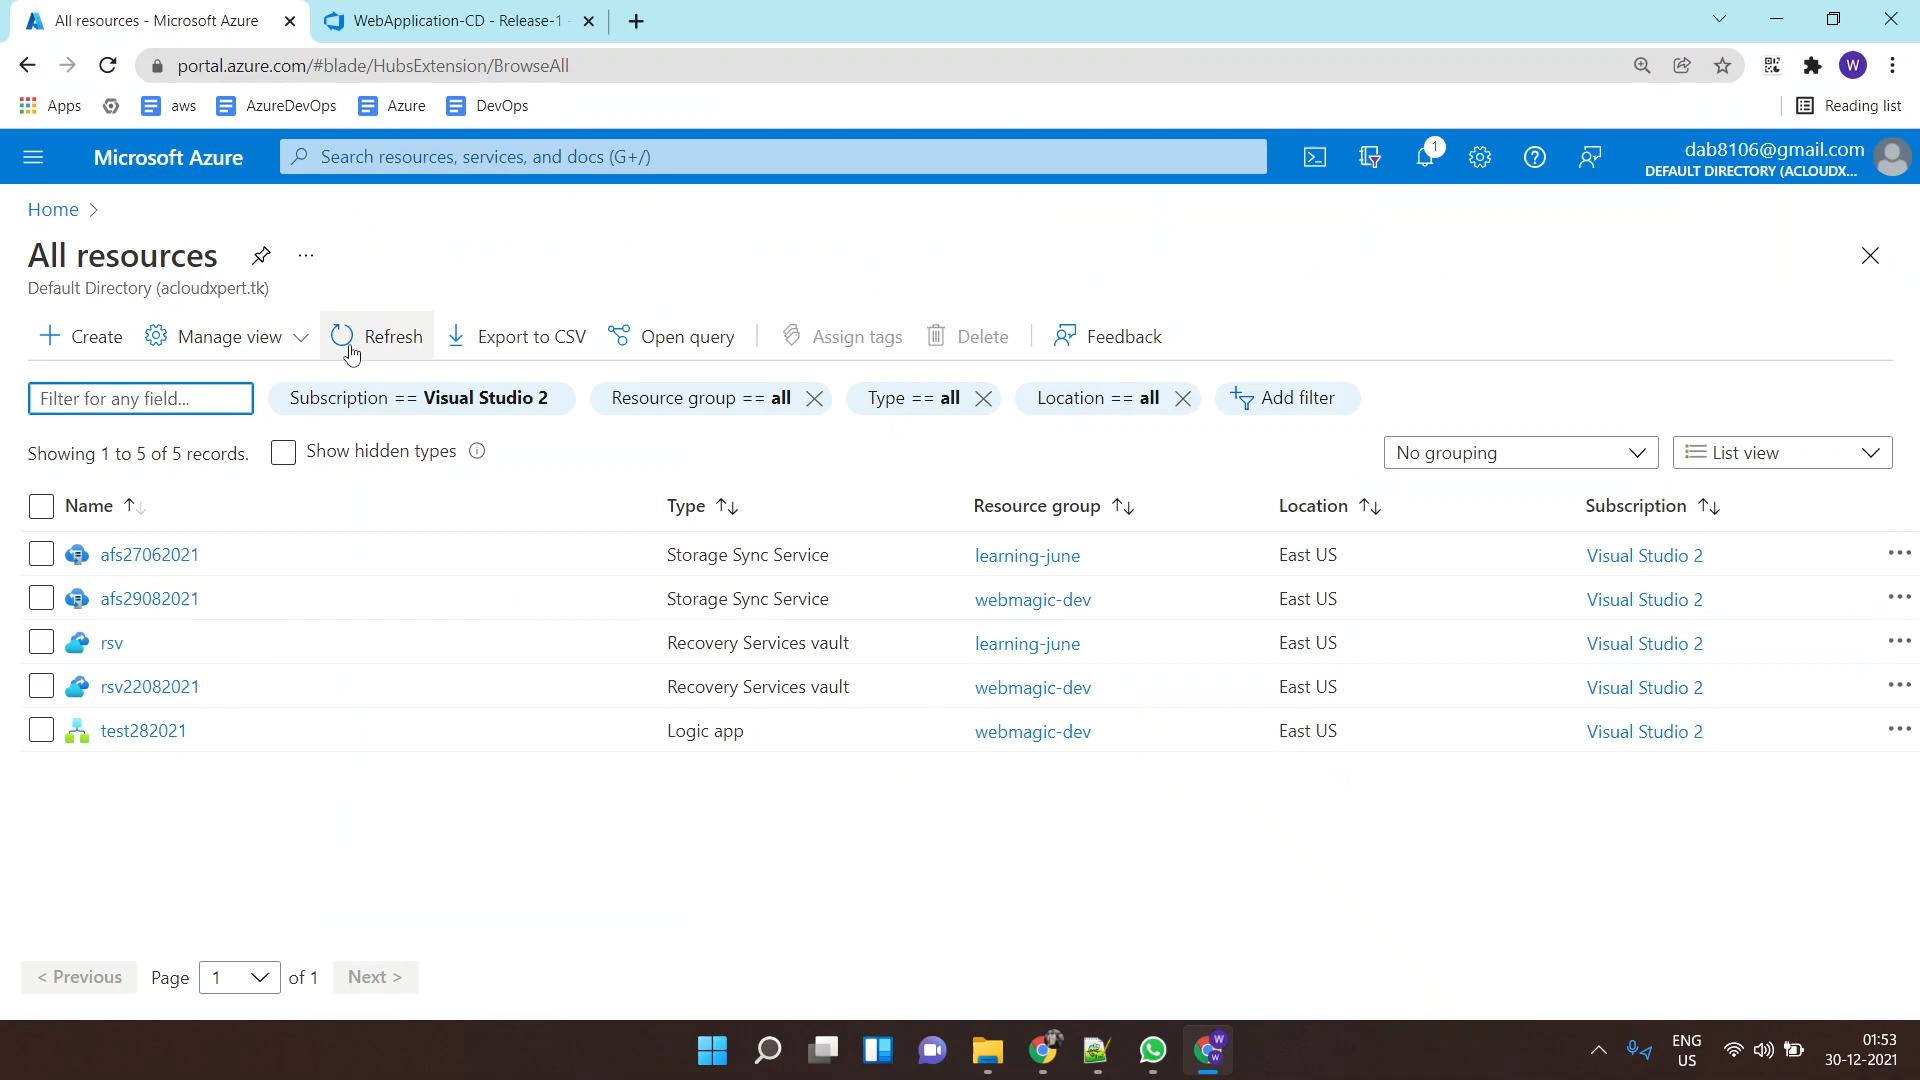 All resources - Microsoft Azure
WebApplication-CD - Release-1
portal.azure.com/#blade/HubsExtension/BrowseAll
W
Apps
aws
AzureDevOps
Azure
DevOps
Reading list
Microsoft Azure
Search resources, services, and docs (G+/)
1
dab8106@gmail.com
DEFAULT DIRECTORY (ACLOUDX...
Home >
All resources
Default Directory (acloudxpert.tk)
Create
Manage view
Refresh
Export to CSV
Open query
Assign tags
Delete
Feedback
Filter for any field...
Subscription == Visual Studio 2
Resource group == all
Type == all
Location == all
Add filter
Showing 1 to 5 of 5 records.
Show hidden types
No grouping
List view
Name Type Resource group Location Subscription
afs27062021 Storage Sync Service learning-june East US Visual Studio 2
afs29082021 Storage Sync Service webmagic-dev East US Visual Studio 2
rsv Recovery Services vault learning-june East US Visual Studio 2
rsv22082021 Recovery Services vault webmagic-dev East US Visual Studio 2
test282021 Logic app webmagic-dev East US Visual Studio 2
< Previous
Page 1 of 1
Next >
ENG
US
01:53
30-12-2021